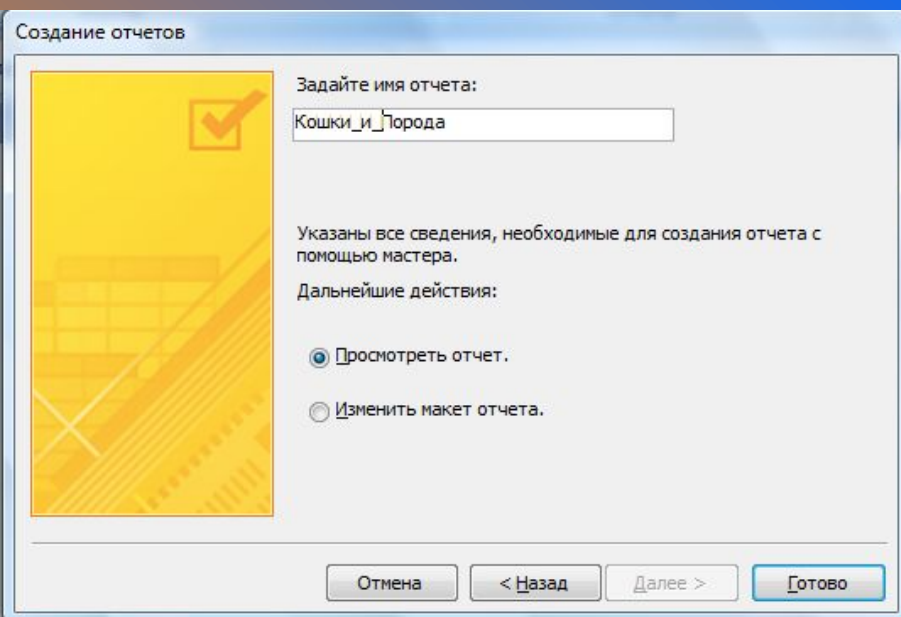 Создание отчетов
Задайте имя отчета:
Кошки_и_Порода
Указаны все сведения, необходимые для создания отчета с
помощью мастера.
Дальнейшие действия:
Просмотреть отчет.
Изменить макет отчета.
Отмена
< Назад
Далее >
Готово